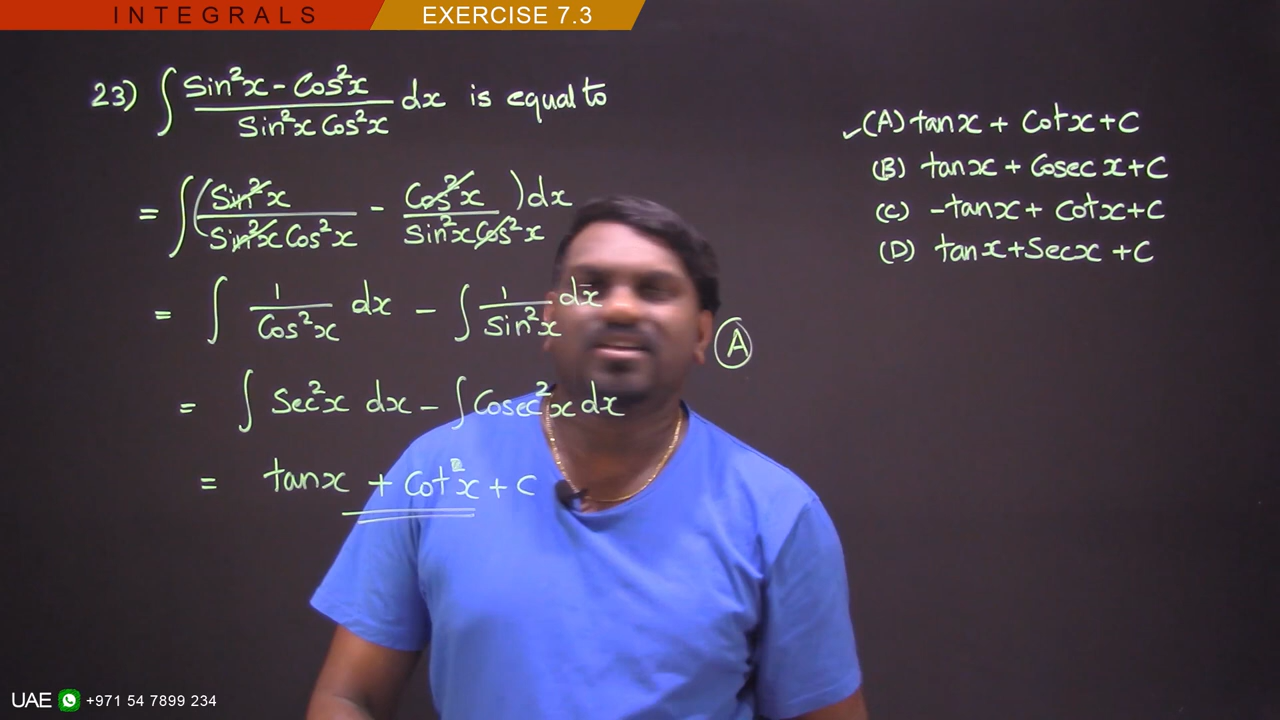 INTEGRALS EXERCISE 7.3
23) ∫ (Sin²x - Cos²x)/(Sin²x Cos²x) dx is equal to
= ∫(Sin²x/(Sin²x Cos²x) - Cos²x/(Sin²x Cos²x)) dx
= ∫ 1/Cos²x dx - ∫ 1/Sin²x dx
= ∫ Sec²x dx - ∫ Cosec²x dx
= tanx + Cot²x + C
✓(A) tanx + Cotx + C
(B) tanx + Cosec x + C
(C) -tanx + Cotx + C
(D) tanx + Secx + C
(A)
UAE +971 54 7899 234